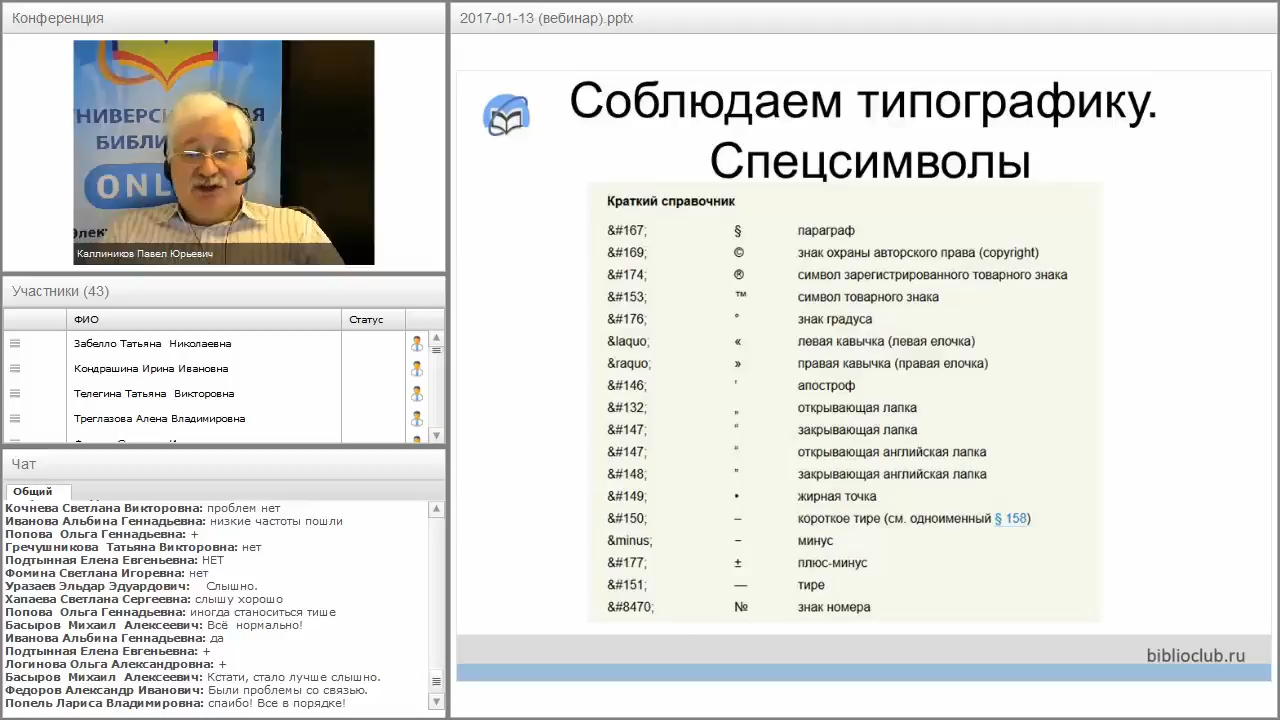 Конференция
НИВЕРСИ АЯ
БИБЛИ
ONL
Каллиников Павел Юрьевич
Участники (43)
ФИО Статус
Забелло Татьяна Николаевна
Кондрашина Ирина Ивановна
Телегина Татьяна Викторовна
Треглазова Алена Владимировна
Чат
Общий
Кочнева Светлана Викторовна: проблем нет
Иванова Альбина Геннадьевна: низкие частоты пошли
Попова Ольга Геннадьевна: +
Гречушникова Татьяна Викторовна: нет
Подтынная Елена Евгеньевна: НЕТ
Фомина Светлана Игоревна: нет
Уразаев Эльдар Эдуардович: Слышно.
Хапаева Светлана Сергеевна: слышу хорошо
Попова Ольга Геннадьевна: иногда станоситься тише
Басыров Михаил Алексеевич: Всё нормально!
Иванова Альбина Геннадьевна: да
Подтынная Елена Евгеньевна: +
Логинова Ольга Александровна: +
Басыров Михаил Алексеевич: Кстати, стало лучше слышно.
Федоров Александр Иванович: Были проблемы со связью.
Попель Лариса Владимировна: спаибо! Все в порядке!
2017-01-13 (вебинар).pptx
Соблюдаем типографику.
Спецсимволы
Краткий справочник
&#167; § параграф
&#169; © знак охраны авторского права (copyright)
&#174; ® символ зарегистрированного товарного знака
&#153; ™ символ товарного знака
&#176; ° знак градуса
&laquo; « левая кавычка (левая елочка)
&raquo; » правая кавычка (правая елочка)
&#146; ’ апостроф
&#132; „ открывающая лапка
&#147; “ закрывающая лапка
&#147; “ открывающая английская лапка
&#148; ” закрывающая английская лапка
&#149; • жирная точка
&#150; – короткое тире (см. одноименный § 158)
&minus; − минус
&#177; ± плюс-минус
&#151; — тире
&#8470; № знак номера
biblioclub.ru